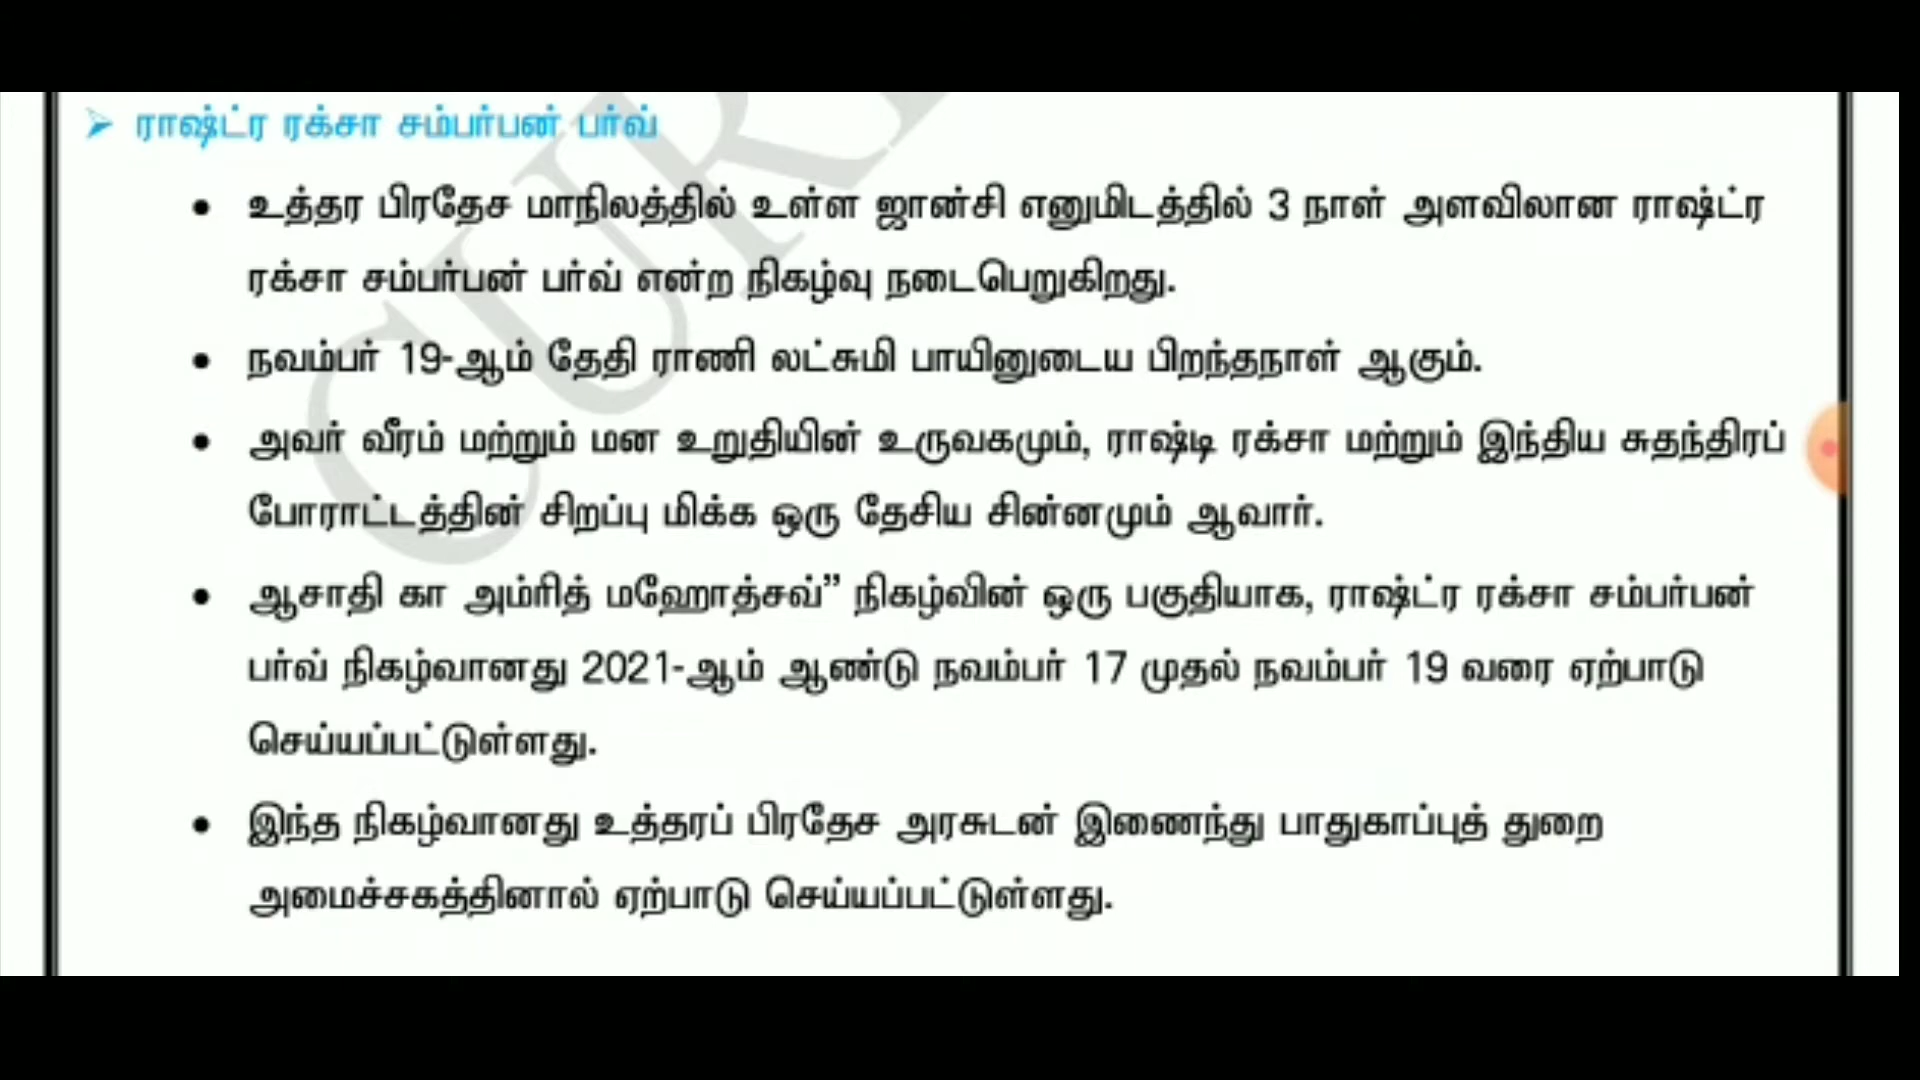 ➢ ராஷ்ட்ர ரக்சா சம்பர்பன் பர்வ்
• உத்தர பிரதேச மாநிலத்தில் உள்ள ஜான்சி எனுமிடத்தில் 3 நாள் அளவிலான ராஷ்ட்ர
ரக்சா சம்பர்பன் பர்வ் என்ற நிகழ்வு நடைபெறுகிறது.
• நவம்பர் 19-ஆம் தேதி ராணி லட்சுமி பாயினுடைய பிறந்தநாள் ஆகும்.
• அவர் வீரம் மற்றும் மன உறுதியின் உருவகமும், ராஷ்டி ரக்சா மற்றும் இந்திய சுதந்திரப்
போராட்டத்தின் சிறப்பு மிக்க ஒரு தேசிய சின்னமும் ஆவார்.
• ஆசாதி கா அம்ரித் மஹோத்சவ்” நிகழ்வின் ஒரு பகுதியாக, ராஷ்ட்ர ரக்சா சம்பர்பன்
பர்வ் நிகழ்வானது 2021-ஆம் ஆண்டு நவம்பர் 17 முதல் நவம்பர் 19 வரை ஏற்பாடு
செய்யப்பட்டுள்ளது.
• இந்த நிகழ்வானது உத்தரப் பிரதேச அரசுடன் இணைந்து பாதுகாப்புத் துறை
அமைச்சகத்தினால் ஏற்பாடு செய்யப்பட்டுள்ளது.